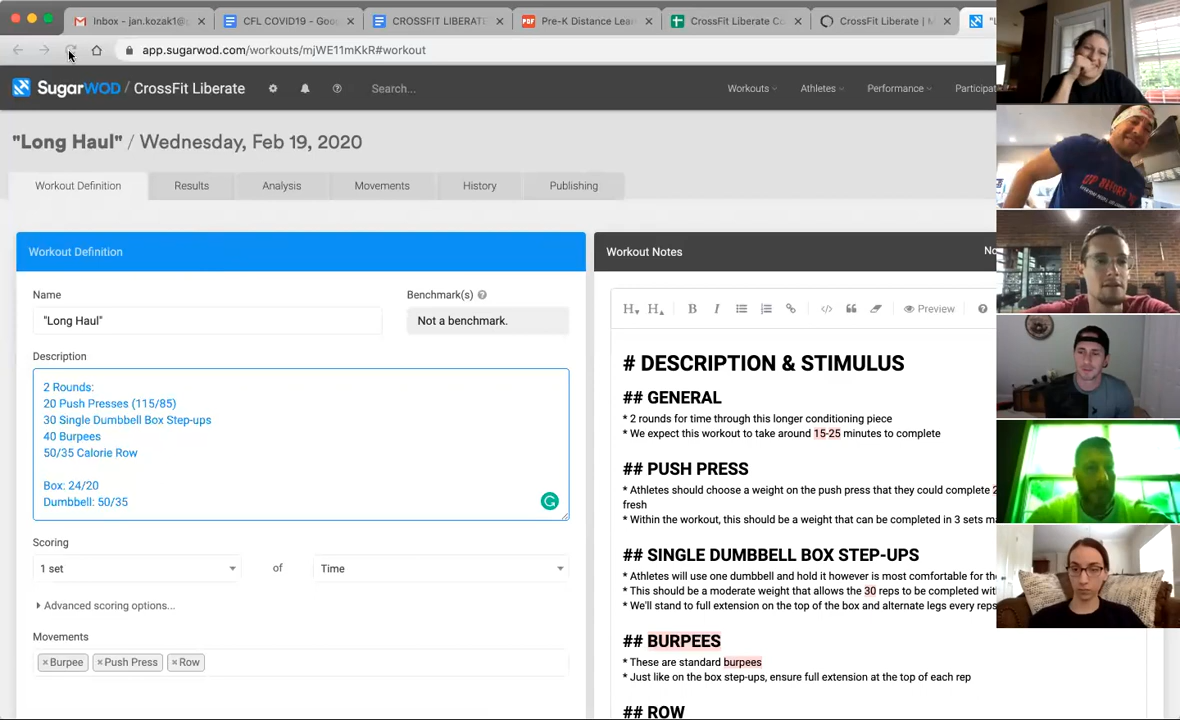 Inbox - jan.kozak1@g
CFL COVID19 - Goo
CROSSFIT LIBERATE
Pre-K Distance Lea
CrossFit Liberate Co
CrossFit Liberate | M
app.sugarwod.com/workouts/mjWE11mKkR#workout
SugarWOD / CrossFit Liberate
Search...
Workouts
Athletes
Performance
Participat
"Long Haul" / Wednesday, Feb 19, 2020
Workout Definition
Results
Analysis
Movements
History
Publishing
Workout Definition
Name
Benchmark(s)
"Long Haul"
Not a benchmark.
Description
2 Rounds:
20 Push Presses (115/85)
30 Single Dumbbell Box Step-ups
40 Burpees
50/35 Calorie Row
Box: 24/20
Dumbbell: 50/35
Scoring
1 set
of
Time
Advanced scoring options...
Movements
×Burpee
×Push Press
×Row
Workout Notes
No
Preview
# DESCRIPTION & STIMULUS
## GENERAL
* 2 rounds for time through this longer conditioning piece
* We expect this workout to take around 15-25 minutes to complete
## PUSH PRESS
* Athletes should choose a weight on the push press that they could complete 2
fresh
* Within the workout, this should be a weight that can be completed in 3 sets ma
## SINGLE DUMBBELL BOX STEP-UPS
* Athletes will use one dumbbell and hold it however is most comfortable for the
* This should be a moderate weight that allows the 30 reps to be completed wit
* We'll stand to full extension on the top of the box and alternate legs every reps
## BURPEES
* These are standard burpees
* Just like on the box step-ups, ensure full extension at the top of each rep
## ROW
UP BEFORE